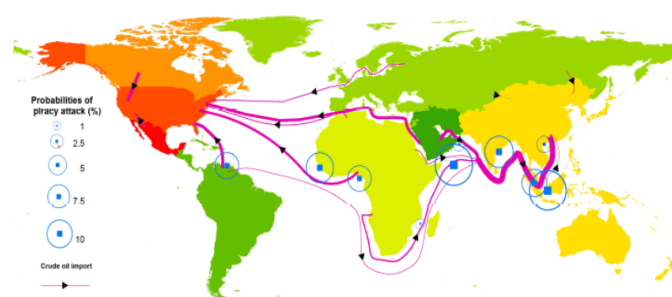 Probabilities of
piracy attack (%)
1
2.5
5
7.5
10
Crude oil import